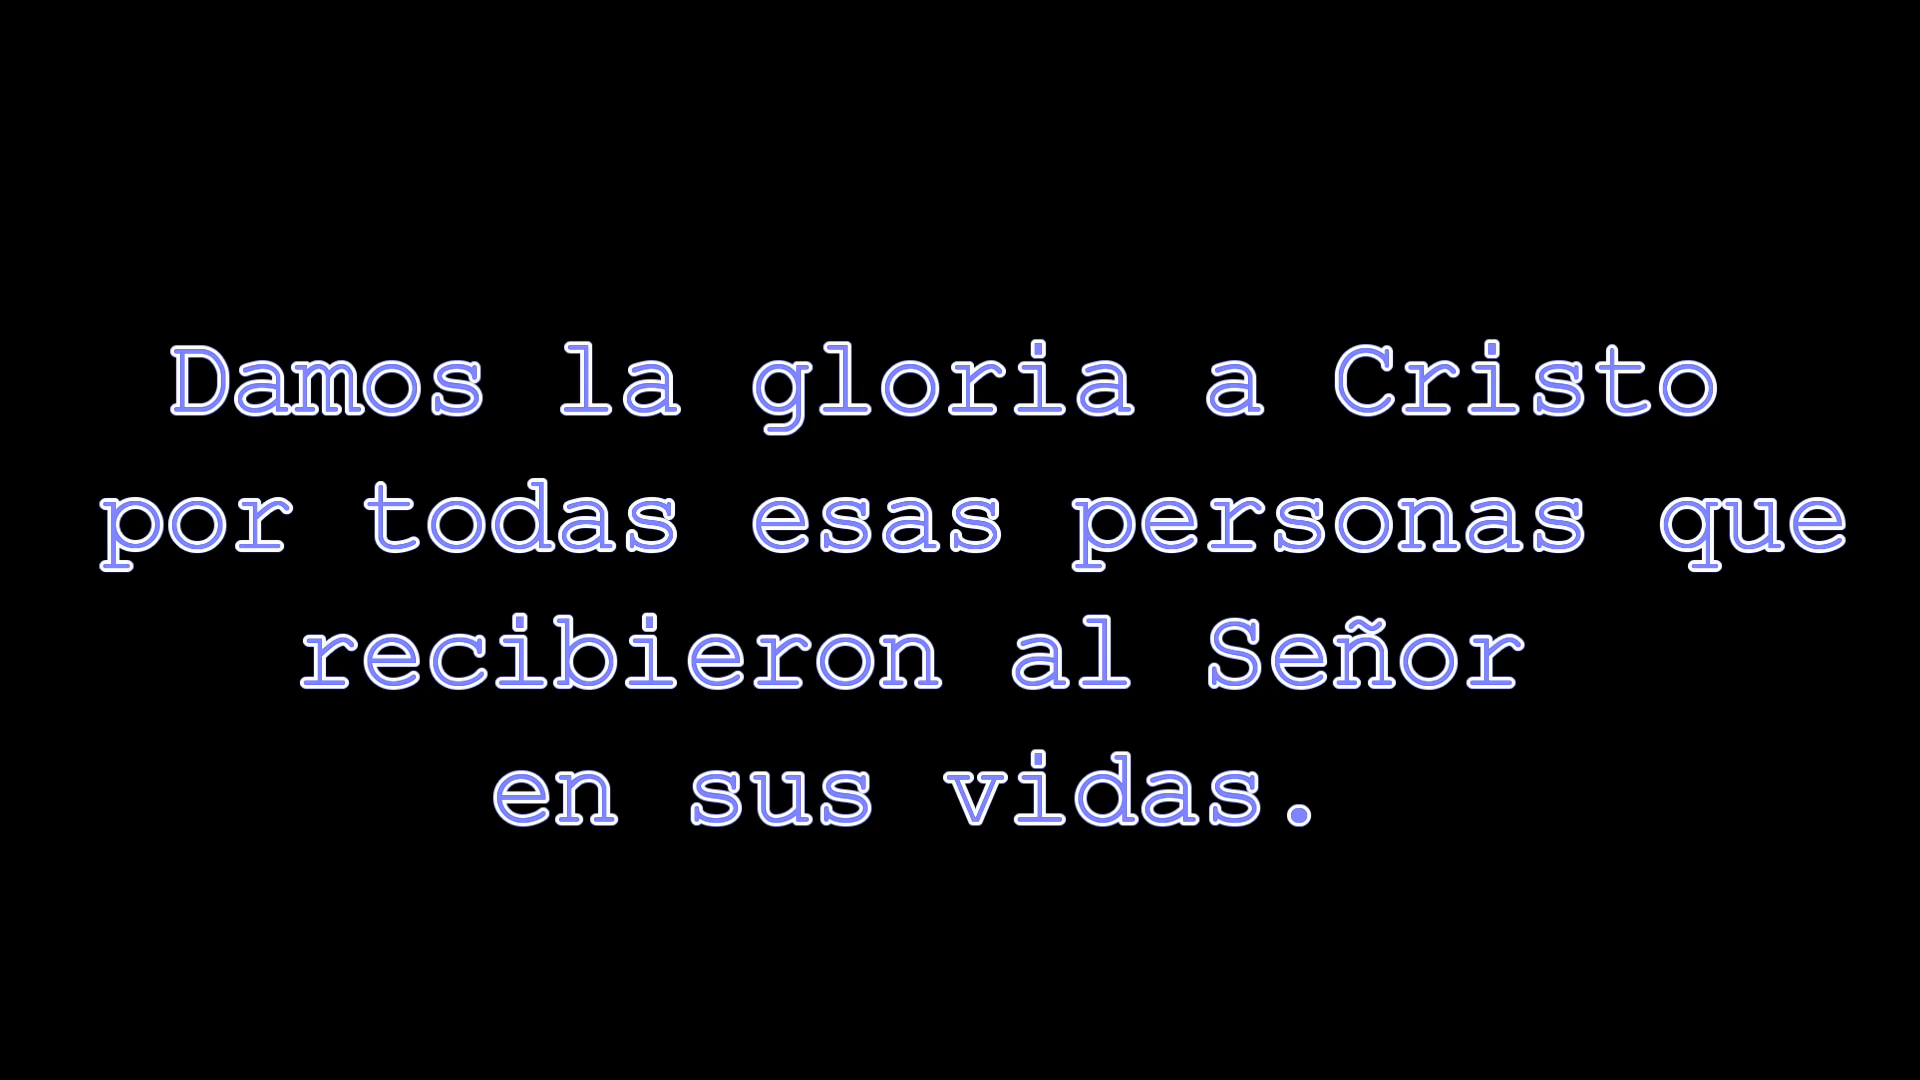 Damos la gloria a Cristo
por todas esas personas que
recibieron al Señor
en sus vidas.